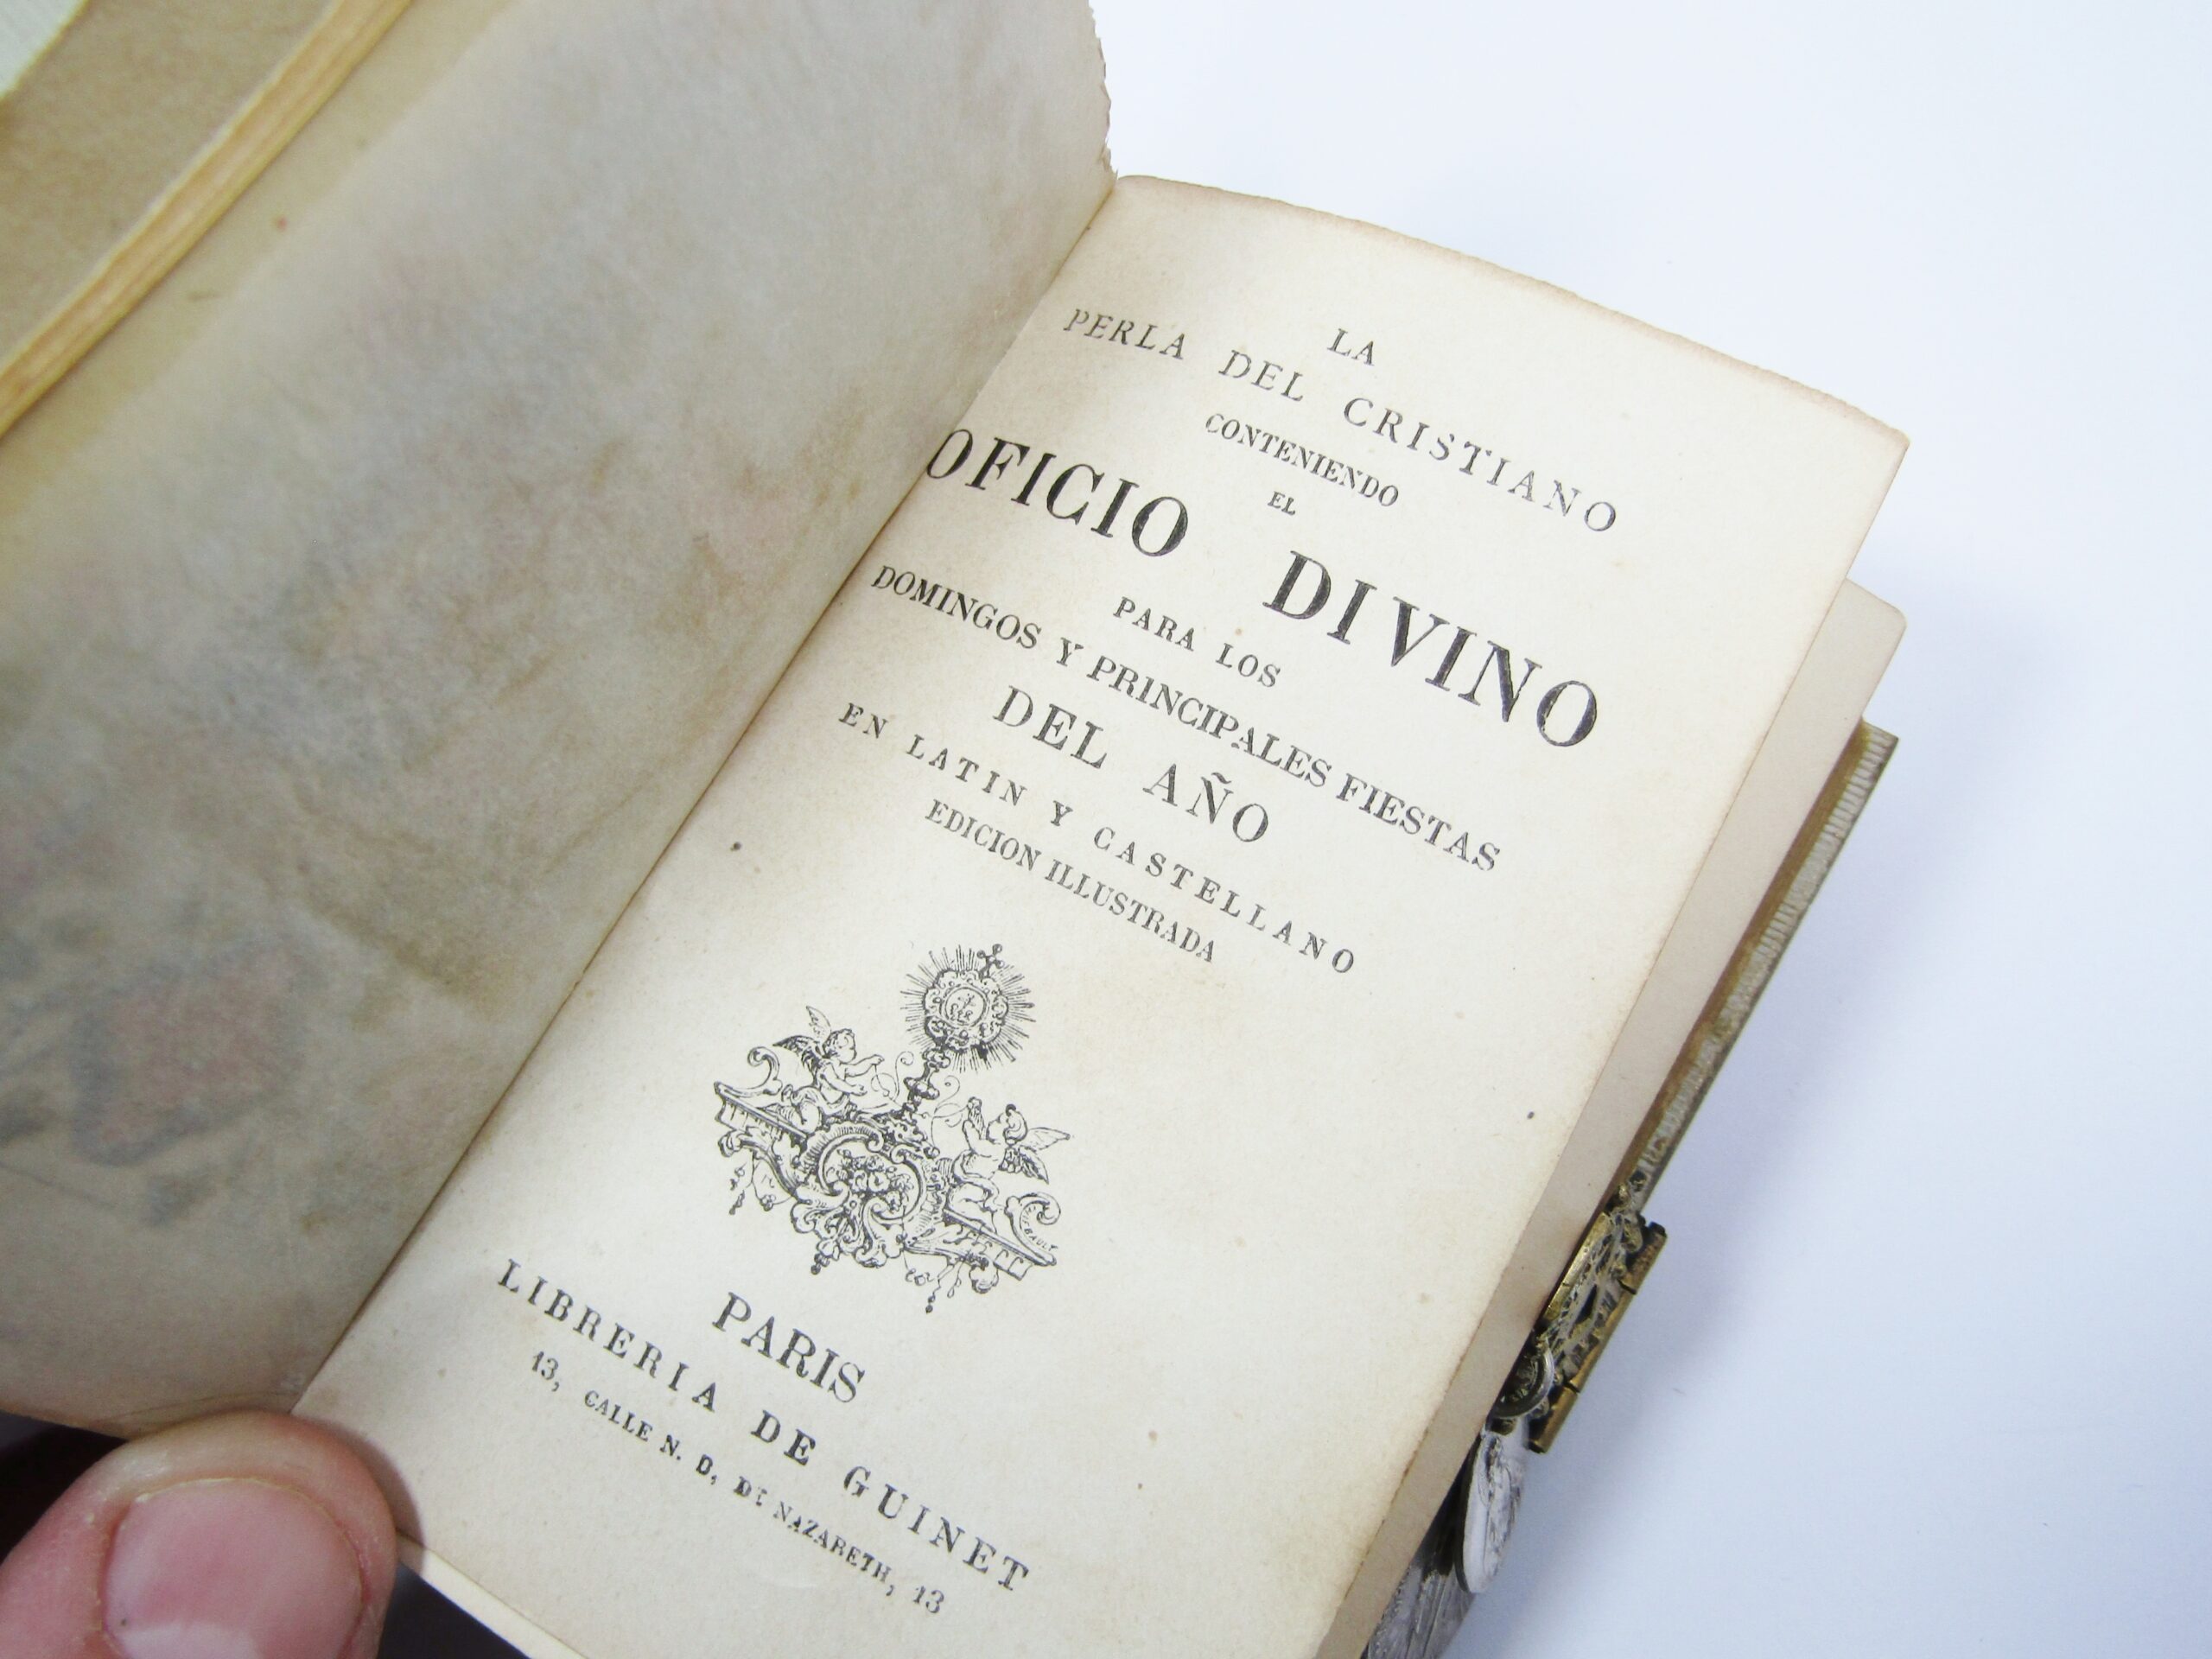 LA
PERLA DEL CRISTIANO
CONTENIENDO
EL
OFICIO DIVINO
PARA LOS
DOMINGOS Y PRINCIPALES FIESTAS
DEL AÑO
EN LATIN Y CASTELLANO
EDICION ILLUSTRADA
PARIS
LIBRERIA DE GUINET
13, CALLE N. D, DE NAZARETH, 13